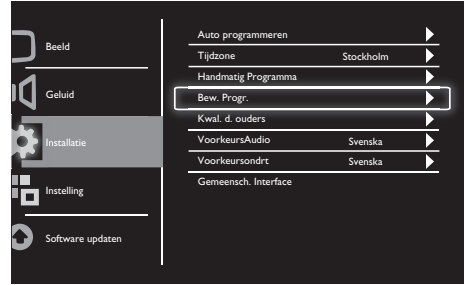 Beeld
Geluid
Installatie
Instelling
Software updaten
Auto programmeren
Tijdzone Stockholm
Handmatig Programma
Bew. Progr.
Kwal. d. ouders
VoorkeursAudio Svenska
Voorkeursondrt Svenska
Gemeensch. Interface